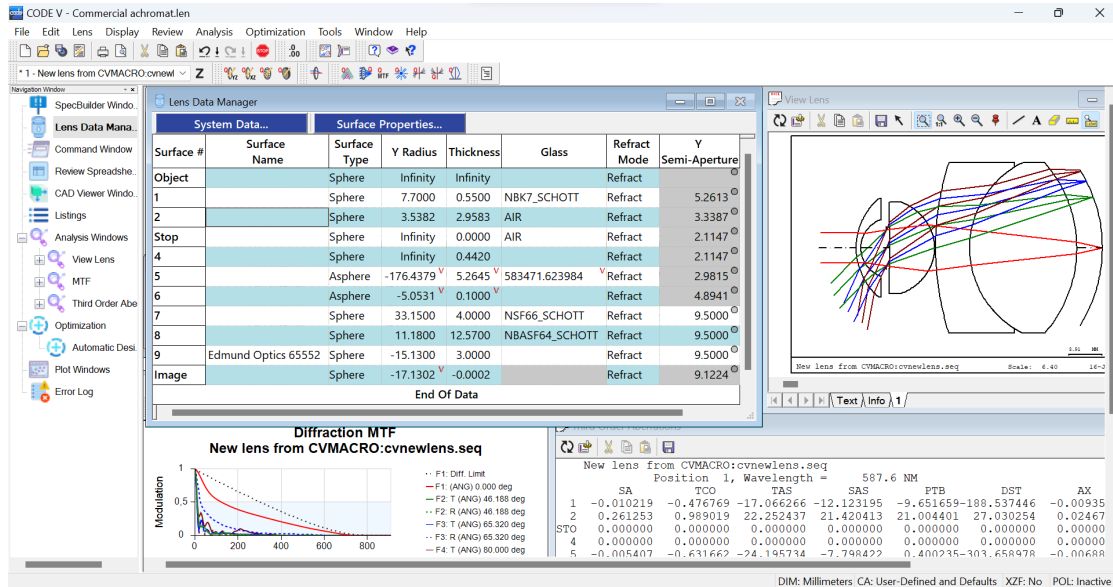 CODE V - Commercial achromat.len
File Edit Lens Display Review Analysis Optimization Tools Window Help
* 1 - New lens from CVMACRO:cvnewl
Navigation Window
SpecBuilder Windo..
Lens Data Mana..
Command Window
Review Spreadshe..
CAD Viewer Windo..
Listings
Analysis Windows
View Lens
MTF
Third Order Abe
Optimization
Automatic Desi.
Plot Windows
Error Log
Lens Data Manager
System Data... Surface Properties...
Surface # Surface Name Surface Type Y Radius Thickness Glass Refract Mode Y Semi-Aperture
Object Sphere Infinity Infinity Refract
1 Sphere 7.7000 0.5500 NBK7_SCHOTT Refract 5.2613
2 Sphere 3.5382 2.9583 AIR Refract 3.3387
Stop Sphere Infinity 0.0000 AIR Refract 2.1147
4 Sphere Infinity 0.4420 Refract 2.1147
5 Asphere -176.4379 V 5.2645 V 583471.623984 V Refract 2.9815
6 Asphere -5.0531 V 0.1000 V Refract 4.8941
7 Sphere 33.1500 4.0000 NSF66_SCHOTT Refract 9.5000
8 Sphere 11.1800 12.5700 NBASF64_SCHOTT Refract 9.5000
9 Edmund Optics 65552 Sphere -15.1300 3.0000 Refract 9.5000
Image Sphere -17.1302 V -0.0002 Refract 9.1224
End Of Data
View Lens
New lens from CVMACRO:cvnewlens.seq Scale: 6.40
MM
Text Info 1
Diffraction MTF
New lens from CVMACRO:cvnewlens.seq
Modulation
1
0.5
0
0 200 400 600 800
F1: Diff. Limit
F1: (ANG) 0.000 deg
F2: T (ANG) 46.188 deg
F2: R (ANG) 46.188 deg
F3: T (ANG) 65.320 deg
F3: R (ANG) 65.320 deg
F4: T (ANG) 80.000 deg
Third Order Aberrations
New lens from CVMACRO:cvnewlens.seq
Position 1, Wavelength = 587.6 NM
SA TCO TAS SAS PTB DST AX
1 -0.010219 -0.476769 -17.066266 -12.123195 -9.651659 -188.537446 -0.00935
2 0.261253 0.989019 22.252437 21.420413 21.004401 27.030254 0.02467
STO 0.000000 0.000000 0.000000 0.000000 0.000000 0.000000 0.00000
4 0.000000 0.000000 0.000000 0.000000 0.000000 0.000000 0.00000
5 -0.005407 -0.631662 -24.195734 -7.798422 0.400235 -303.658978 -0.00688
DIM: Millimeters CA: User-Defined and Defaults XZF: No POL: Inactive